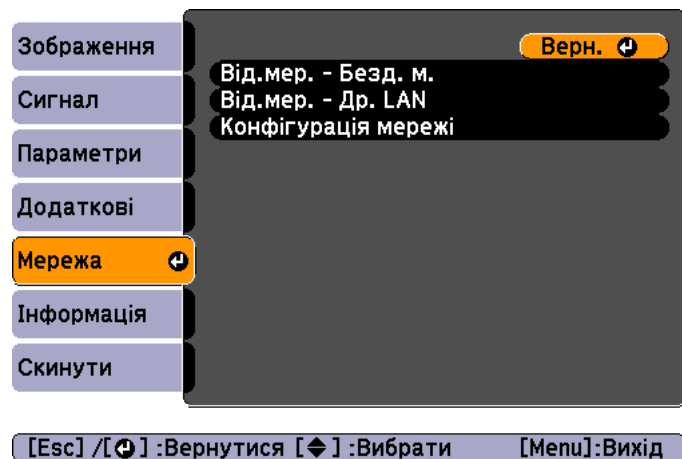 Зображення
Сигнал
Параметри
Додаткові
Мережа
Інформація
Скинути
Верн.
Від.мер. - Безд. м.
Від.мер. - Др. LAN
Конфігурація мережі
[Esc] /[ ] :Вернутися [ ] :Вибрати [Menu]:Вихід